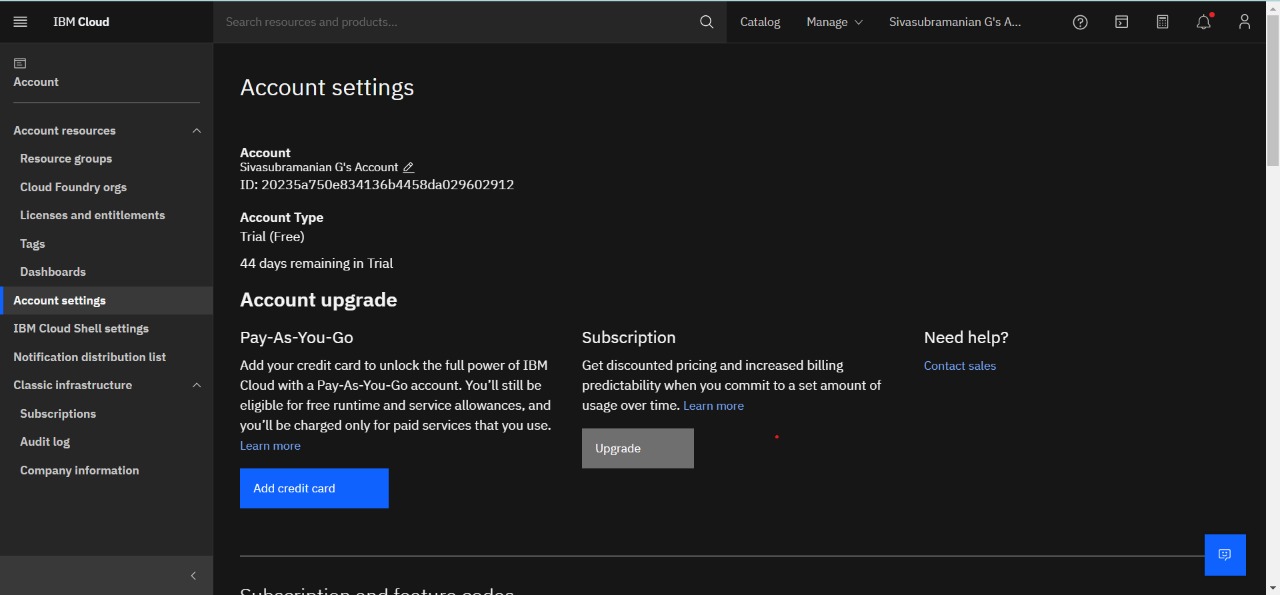 IBM Cloud
Search resources and products...
Catalog
Manage
Sivasubramanian G's A...
Account
Account resources
Resource groups
Cloud Foundry orgs
Licenses and entitlements
Tags
Dashboards
Account settings
IBM Cloud Shell settings
Notification distribution list
Classic infrastructure
Subscriptions
Audit log
Company information
Account settings
Account
Sivasubramanian G's Account
ID: 20235a750e834136b4458da029602912
Account Type
Trial (Free)
44 days remaining in Trial
Account upgrade
Pay-As-You-Go
Add your credit card to unlock the full power of IBM
Cloud with a Pay-As-You-Go account. You’ll still be
eligible for free runtime and service allowances, and
you’ll be charged only for paid services that you use.
Learn more
Add credit card
Subscription
Get discounted pricing and increased billing
predictability when you commit to a set amount of
usage over time. Learn more
Upgrade
Need help?
Contact sales
Subscription and feature codes